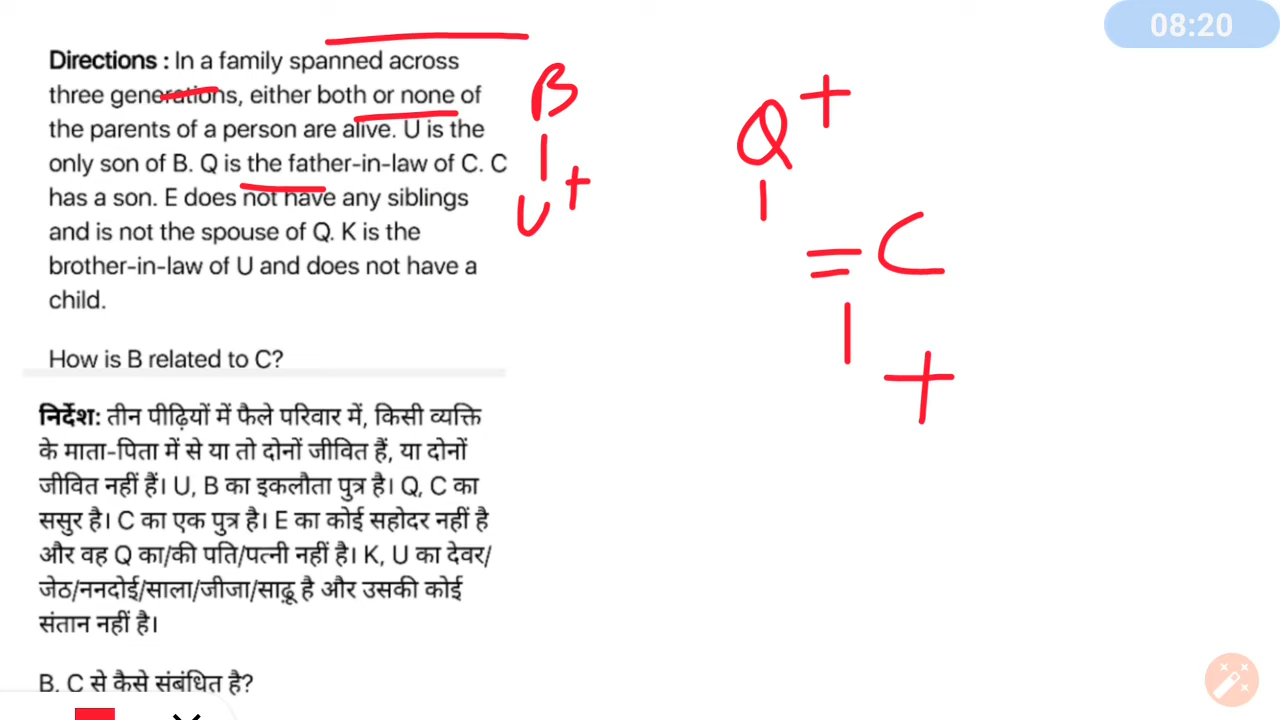 08:20
Directions : In a family spanned across
three generations, either both or none of
the parents of a person are alive. U is the
only son of B. Q is the father-in-law of C. C
has a son. E does not have any siblings
and is not the spouse of Q. K is the
brother-in-law of U and does not have a
child.
How is B related to C?
निर्देश: तीन पीढ़ियों में फैले परिवार में, किसी व्यक्ति
के माता-पिता में से या तो दोनों जीवित हैं, या दोनों
जीवित नहीं हैं। U, B का इकलौता पुत्र है। Q, C का
ससुर है। C का एक पुत्र है। E का कोई सहोदर नहीं है
और वह Q का/की पति/पत्नी नहीं है। K, U का देवर/
जेठ/ननदोई/साला/जीजा/साढ़ू है और उसकी कोई
संतान नहीं है।
B, C से कैसे संबंधित है?
B
U +
Q +
= C
+